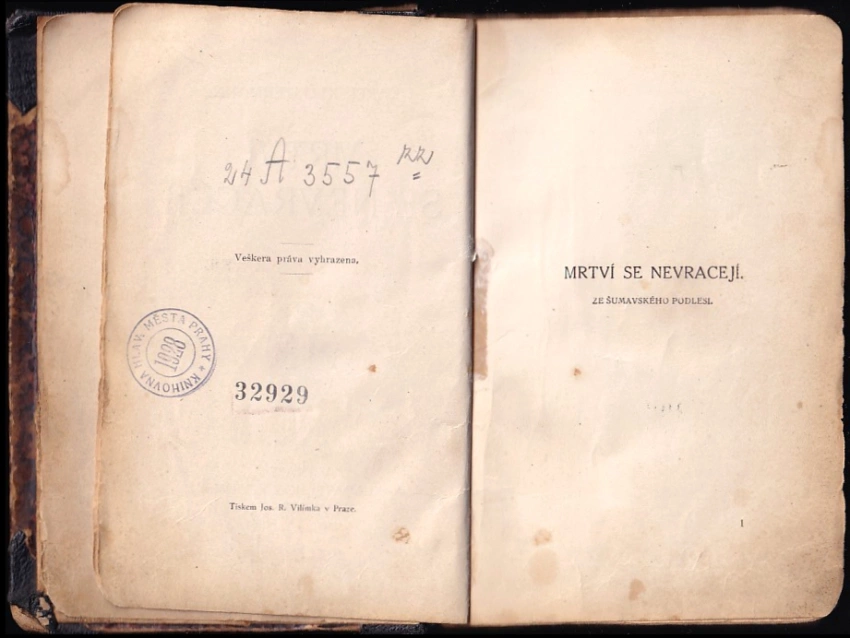 24 A 3557
Veškera práva vyhrazena.
KNIHOVNA HLAV. MĚSTA PRAHY *
1928
32929
Tiskem Jos. R. Vilímka v Praze.
MRTVÍ SE NEVRACEJÍ.
ZE ŠUMAVSKÉHO PODLESÍ.
1